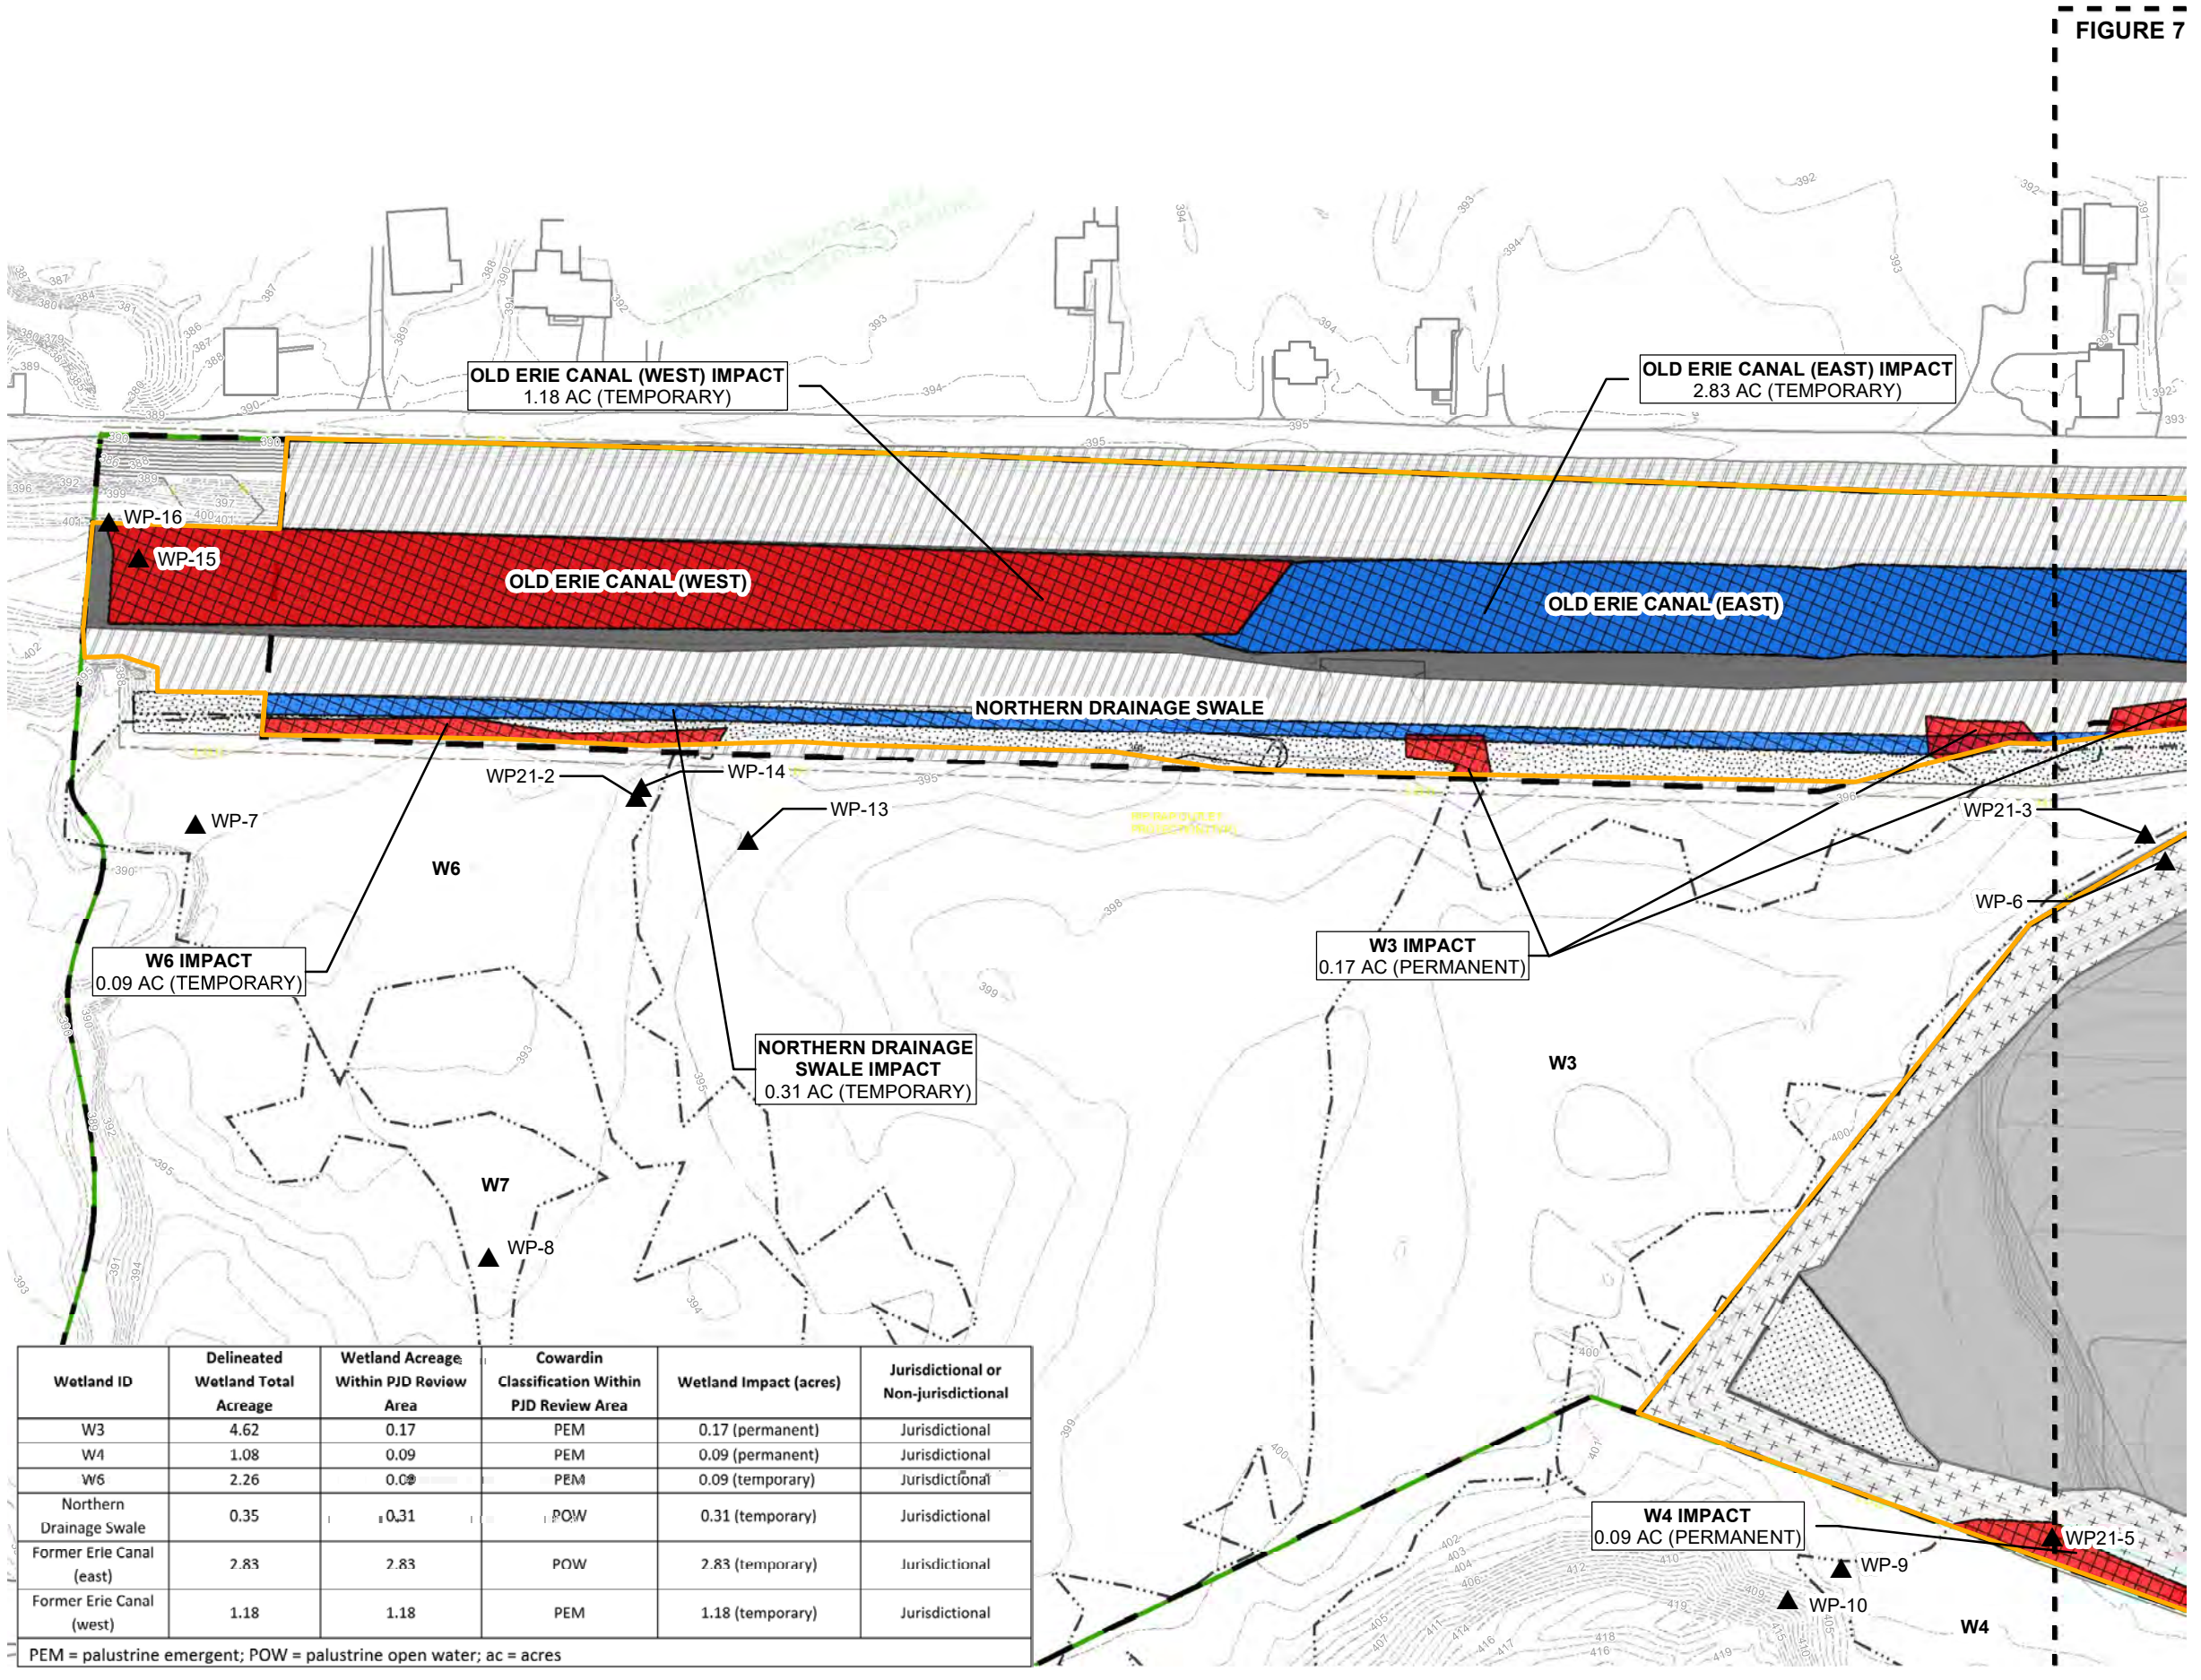 FIGURE 7
OLD ERIE CANAL (WEST) IMPACT
1.18 AC (TEMPORARY)
OLD ERIE CANAL (EAST) IMPACT
2.83 AC (TEMPORARY)
WP-16
WP-15
OLD ERIE CANAL (WEST)
OLD ERIE CANAL (EAST)
NORTHERN DRAINAGE SWALE
WP21-2
WP-14
WP-13
WP-7
W6
WP21-3
WP-6
W6 IMPACT
0.09 AC (TEMPORARY)
W3 IMPACT
0.17 AC (PERMANENT)
NORTHERN DRAINAGE
SWALE IMPACT
0.31 AC (TEMPORARY)
W3
W7
WP-8
W4 IMPACT
0.09 AC (PERMANENT)
WP21-5
WP-9
WP-10
W4
Wetland ID | Delineated Wetland Total Acreage | Wetland Acreage Within PJD Review Area | Cowardin Classification Within PJD Review Area | Wetland Impact (acres) | Jurisdictional or Non-jurisdictional
W3 | 4.62 | 0.17 | PEM | 0.17 (permanent) | Jurisdictional
W4 | 1.08 | 0.09 | PEM | 0.09 (permanent) | Jurisdictional
W6 | 2.26 | 0.09 | PEM | 0.09 (temporary) | Jurisdictional
Northern Drainage Swale | 0.35 | 0.31 | POW | 0.31 (temporary) | Jurisdictional
Former Erie Canal (east) | 2.83 | 2.83 | POW | 2.83 (temporary) | Jurisdictional
Former Erie Canal (west) | 1.18 | 1.18 | PEM | 1.18 (temporary) | Jurisdictional
PEM = palustrine emergent; POW = palustrine open water; ac = acres